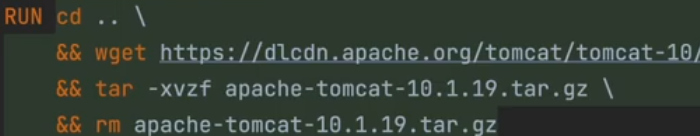 RUN cd .. \
&& wget https://dlcdn.apache.org/tomcat/tomcat-10/
&& tar -xvzf apache-tomcat-10.1.19.tar.gz \
&& rm apache-tomcat-10.1.19.tar.gz